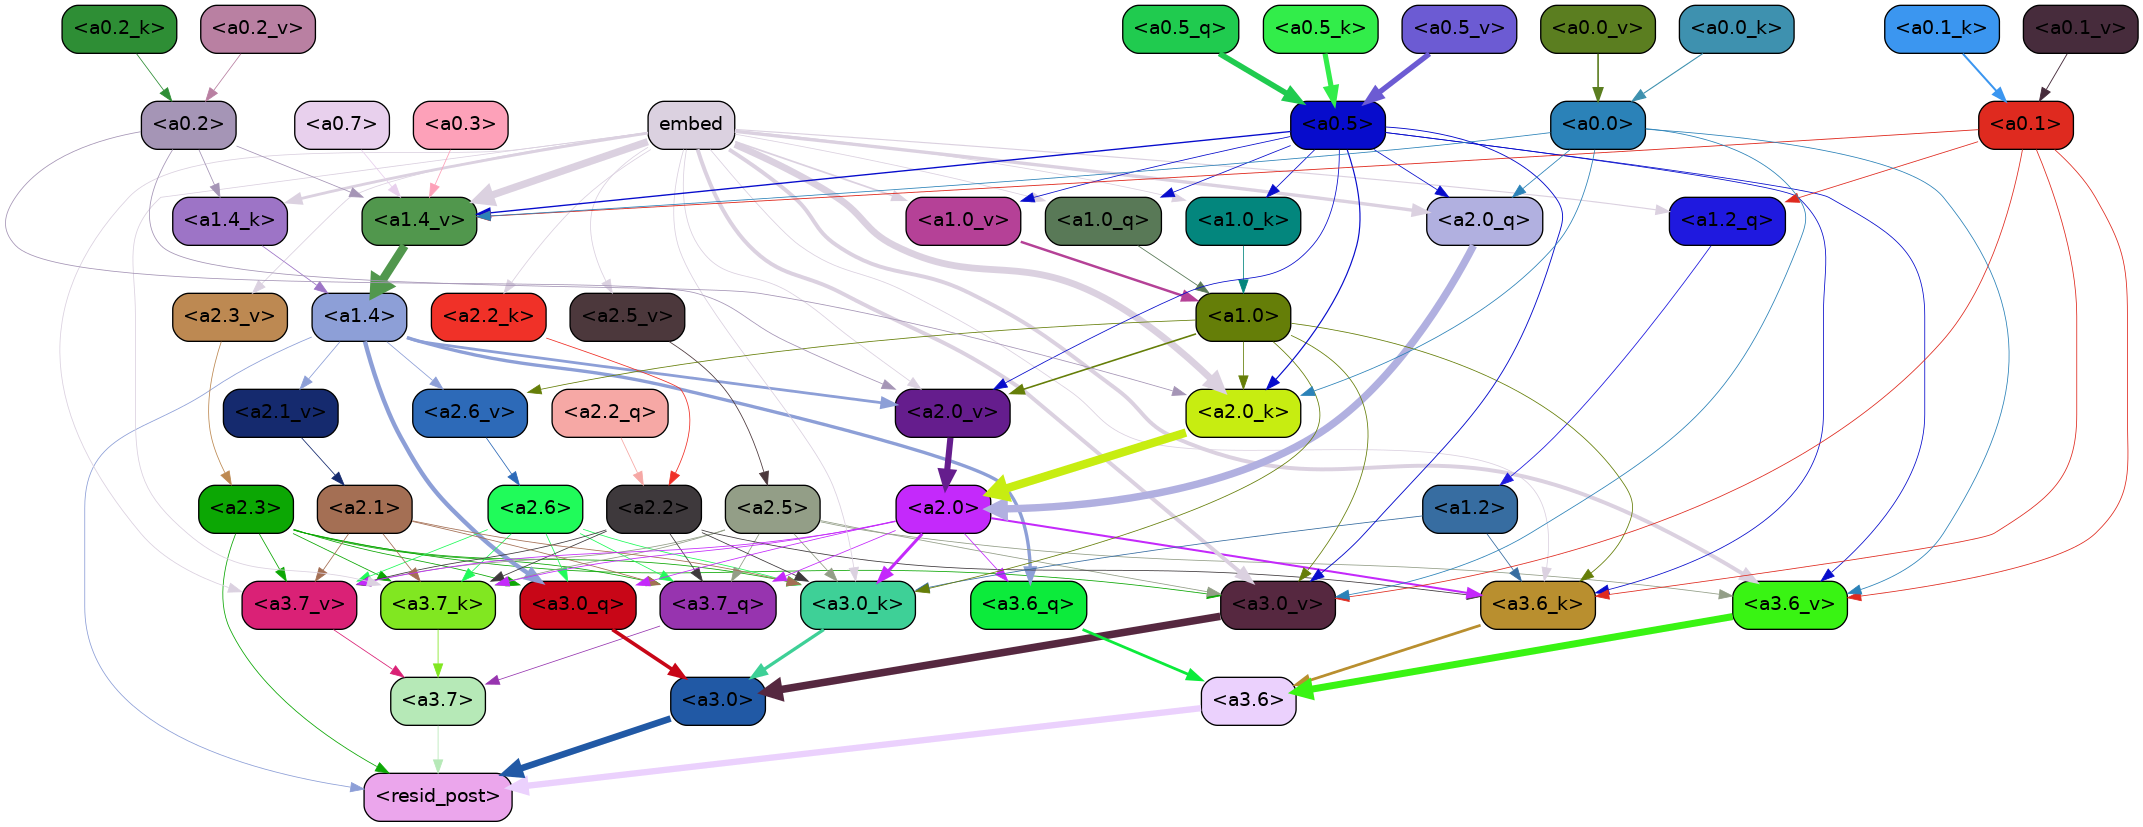 <a0.2_k> <a0.2_v> <a0.5_q> <a0.5_k> <a0.5_v> <a0.0_v> <a0.0_k> <a0.1_k> <a0.1_v>
<a0.2> <a0.7> <a0.3> embed <a0.5> <a0.0> <a0.1>
<a1.4_k> <a1.4_v> <a1.0_v> <a1.0_q> <a1.0_k> <a2.0_q> <a1.2_q>
<a2.3_v> <a1.4> <a2.2_k> <a2.5_v> <a1.0>
<a2.1_v> <a2.6_v> <a2.2_q> <a2.0_v> <a2.0_k>
<a2.3> <a2.1> <a2.6> <a2.2> <a2.5> <a2.0> <a1.2>
<a3.7_v> <a3.7_k> <a3.0_q> <a3.7_q> <a3.0_k> <a3.6_q> <a3.0_v> <a3.6_k> <a3.6_v>
<a3.7> <a3.0> <a3.6>
<resid_post>